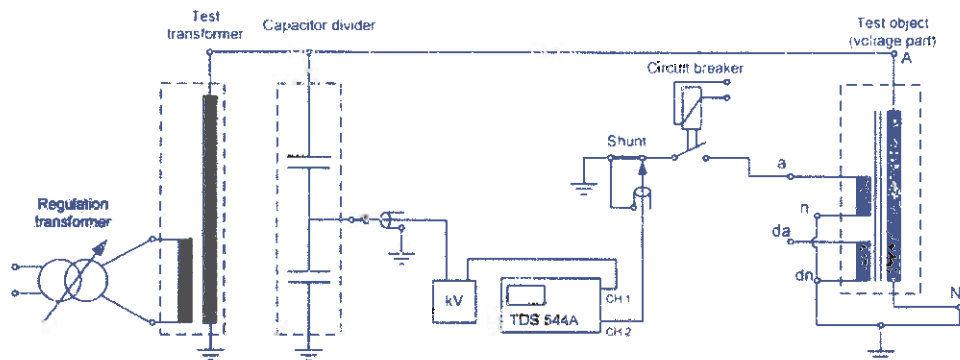 Test
transformer
Capacitor divider
Test object
(voltage part)
A
Circuit breaker
Shunt
a
Regulation
transformer
n
da
dn
kV
CH 1
TDS 544A
CH 2
N